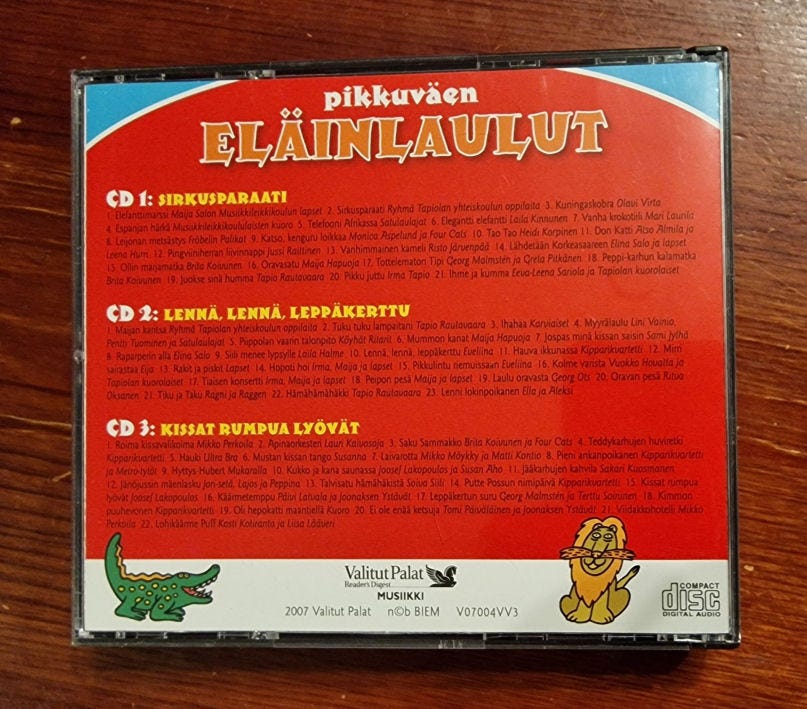 pikkuväen
ELÄINLAULUT
CD 1: SIRKUSPARAATI
1. Elefanttimarssi Maija Salon Musiikkileikkikoulun lapset 2. Sirkusparaati Ryhmä Tapiolan yhteiskoulun oppilaita 3. Kuningaskobra Olavi Virta
4. Espanjan härkä Musiikkileikkikoululaisten kuoro 5. Telefooni Afrikassa Satulaulajat 6. Elegantti elefantti Laila Kinnunen 7. Vanha krokotiili Mari Laurila
8. Leijonan metsästys Fröbelin Palikat 9. Katso, kenguru loikkaa Monica Aspelund ja Four Cats 10. Tao Tao Heidi Korpinen 11. Don Katti Aiso Almila ja
Leena Hurri 12. Pingviiniherran liivinnappi Jussi Raittinen 13. Vanhimmainen kameli Risto Järvenpää 14. Lähdetään Korkeasaareen Elina Salo ja lapset
15. Ollin maijamatka Brita Koivunen 16. Oravasatu Maija Hapuoja 17. Tottelematon Tipi Georg Malmstén ja Greta Pitkänen 18. Peppi-karhun kalamatka
Brita Koivunen 19. Juokse sinä humma Tapio Rautavaara 20. Pikku juttu Irma Tapio 21. Ihme ja kumma Eeva-Leena Sariola ja Tapiolan kuorolaiset
CD 2: LENNÄ, LENNÄ, LEPPÄKERTTU
1. Maijan kantsa Ryhmä Tapiolan yhteiskoulun oppilaita 2. Tuku tuku lampaitani Tapio Rautavaara 3. Ihahaa Karviaiset 4. Myyrälaulu Lini Vainio,
Pentti Tuominen ja Satulaulajat 5. Piippolan vaarin talonpito Köyhät Ritarit 6. Mummon kanat Maija Hapuoja 7. Jospas minä kissan saisin Sami Jylhä
8. Raparperin alla Elina Salo 9. Siili menee lypsylle Laila Halme 10. Lennä, lennä, leppäkerttu Eveliina 11. Hauva ikkunassa Kipparikvartetti 12. Mirri
sairastaa Eija 13. Rakit ja piskit Lapset 14. Hopoti hoi Irma, Maija ja lapset 15. Pikkulintu riemuissaan Eveliina 16. Kolme varista Vuokko Hovatta ja
Tapiolan kuorolaiset 17. Tiaisen konsertti Irma, Maija ja lapset 18. Peipon pesä Maija ja lapset 19. Laulu oravasta Georg Ots 20. Oravan pesä Ritva
Oksanen 21. Tiku ja Taku Ragni ja Raggen 22. Hämähämähäkki Tapio Rautavaara 23. Lenni lokinpoikanen Ella ja Aleksi
CD 3: KISSAT RUMPUA LYÖVÄT
1. Roima kissavalikoima Mikko Perkoila 2. Apinaorkesteri Lauri Kaivosoja 3. Saku Sammakko Brita Koivunen ja Four Cats 4. Teddykarhujen huviretki
Kipparikvartetti 5. Hauki Ultra Bra 6. Mustan kissan tango Susanna 7. Laivarotta Mikko Möykky ja Matti Kontio 8. Pieni ankanpoikanen Kipparikvartetti
ja Metro-tytöt 9. Hyttys-Hubert Mukaralla 10. Kukko ja kana saunassa Joosef Lakopoulos ja Susan Aho 11. Jääkarhujen kahvila Sakari Kuosmanen
12. Jänöjussin mäenlasku Jon-setä, Lajos ja Peppina 13. Talvisatu hämähäkistä Soiva Siili 14. Putte Possun nimipäivä Kipparikvartetti 15. Kissat rumpua
lyövät Joosef Lakopoulos 16. Käärmetemppu Päivi Latvala ja Joonaksen Ystävät 17. Leppäkertun suru Georg Malmstén ja Terttu Soinunen 18. Kimmon
puuhevonen Kipparikvartetti 19. Oli hepokatti maantiellä Kuoro 20. Ei ole enää ketsuja Tomi Päiväläinen ja Joonaksen Ystävät 21. Viidakkohotelli Mikko
Perkoila 22. Lohikäärme Puff Kosti Kotiranta ja Liisa Lääveri
Valitut Palat
Reader's Digest
MUSIIKKI
2007 Valitut Palat n©b BIEM V07004VV3
COMPACT
disc
DIGITAL AUDIO